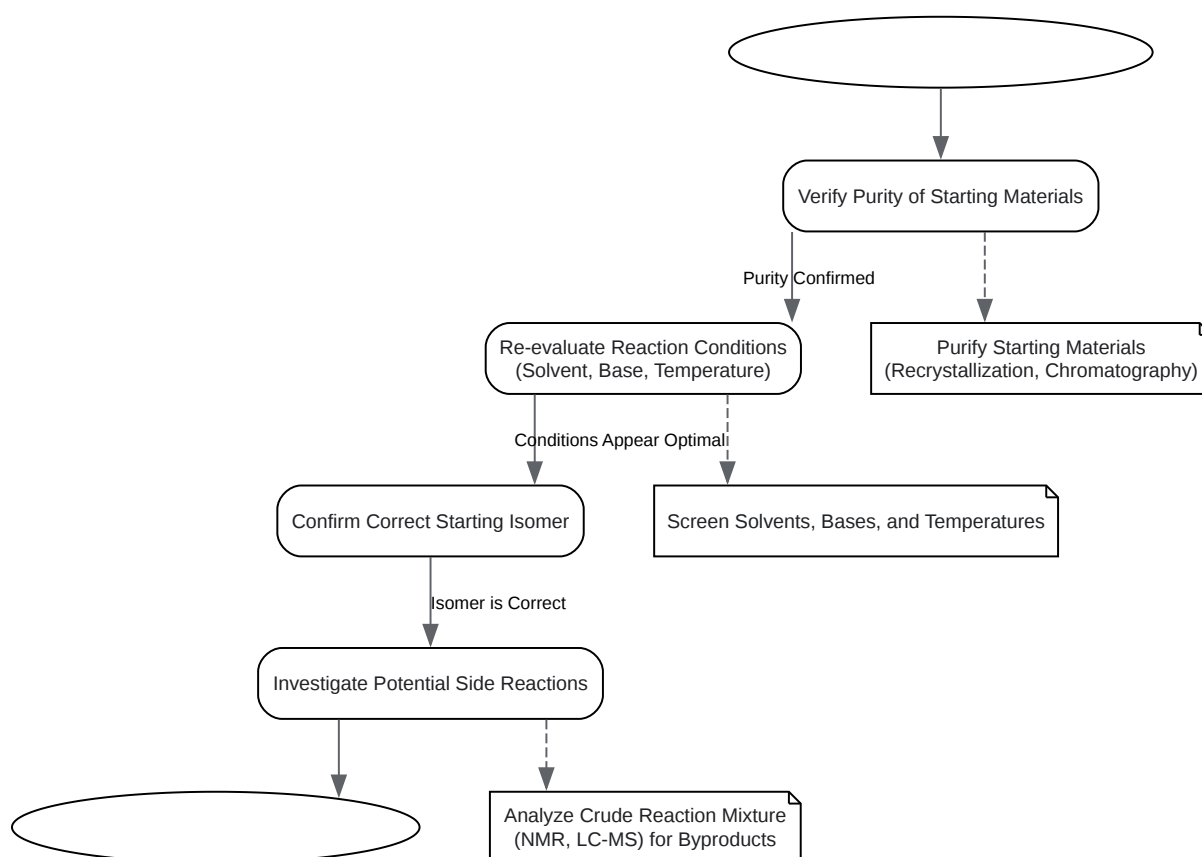 Verify Purity of Starting Materials
Purity Confirmed
Re-evaluate Reaction Conditions
(Solvent, Base, Temperature)
Purify Starting Materials
(Recrystallization, Chromatography)
Conditions Appear Optimal
Confirm Correct Starting Isomer
Screen Solvents, Bases, and Temperatures
Isomer is Correct
Investigate Potential Side Reactions
Analyze Crude Reaction Mixture
(NMR, LC-MS) for Byproducts